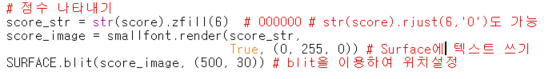 # 점수 나타내기
score_str = str(score).zfill(6)  # 000000 # str(score).rjust(6,'0')도 가능
score_image = smallfont.render(score_str,
True, (0, 255, 0)) # Surface에 텍스트 쓰기
SURFACE.blit(score_image, (500, 30)) # blit을 이용하여 위치설정